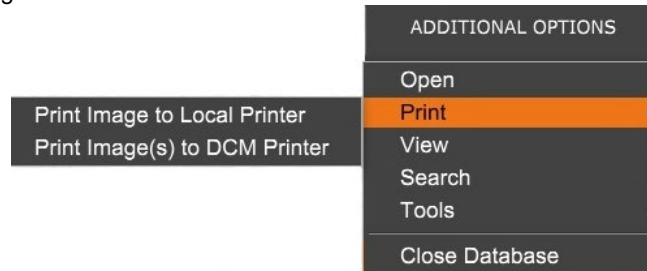 g
ADDITIONAL OPTIONS
Open
Print
Print Image to Local Printer
Print Image(s) to DCM Printer
View
Search
Tools
Close Database